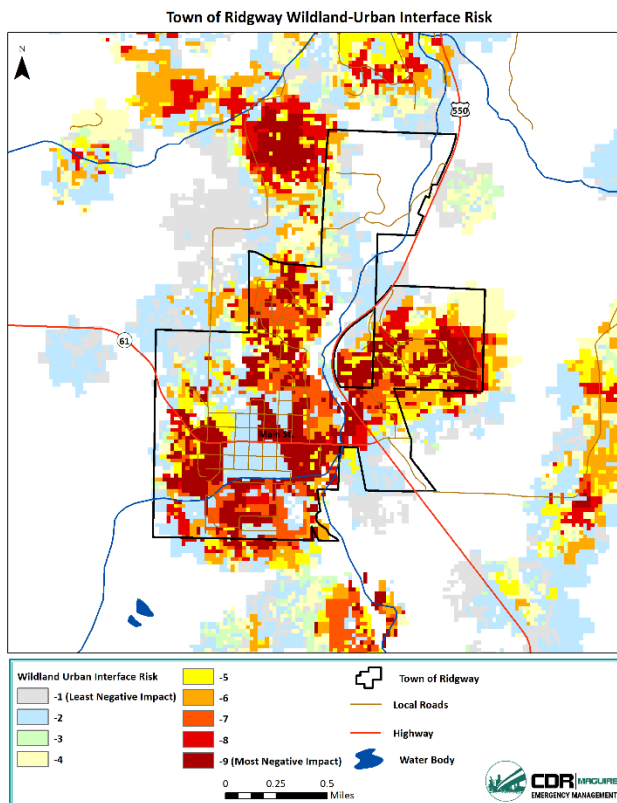 Town of Ridgway Wildland-Urban Interface Risk
N
550
61
Main St.
Wildland Urban Interface Risk
-1 (Least Negative Impact)
-2
-3
-4
-5
-6
-7
-8
-9 (Most Negative Impact)
Town of Ridgway
Local Roads
Highway
Water Body
0 0.25 0.5
Miles
CDR MAGUIRE
EMERGENCY MANAGEMENT